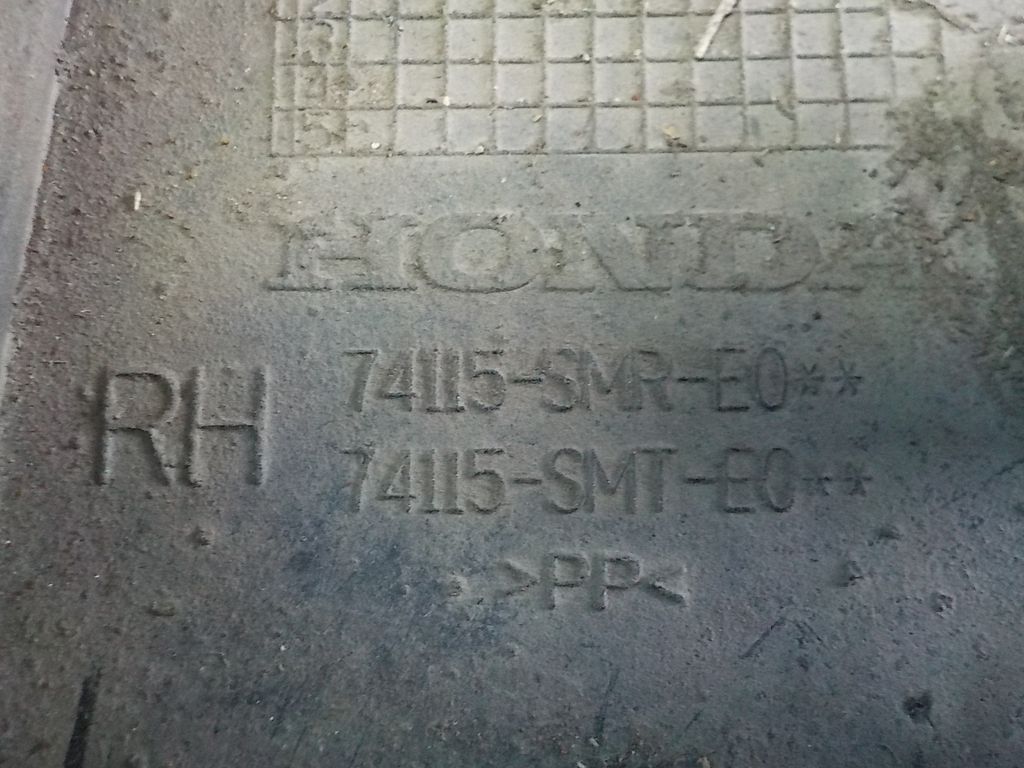 HONDA
RH
74115-SMR-E0**
74115-SMT-E0**
>PP<